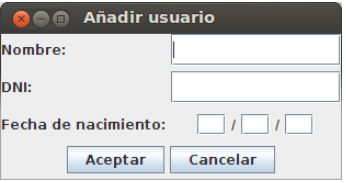 Añadir usuario
Nombre:
DNI:
Fecha de nacimiento: / /
Aceptar Cancelar